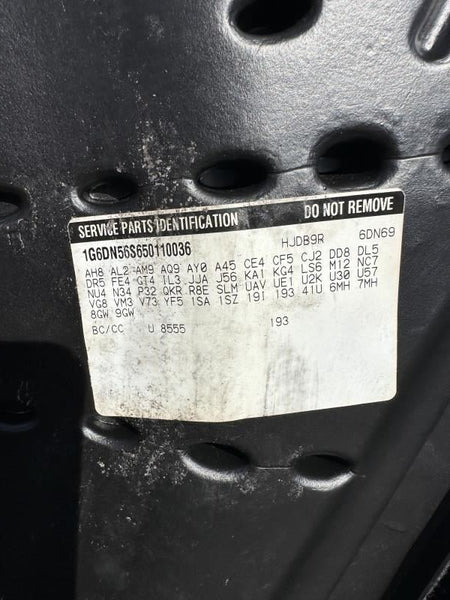 SERVICE PARTS IDENTIFICATION DO NOT REMOVE
1G6DN56S650110036 HJDB9R 6DN69
AH8 AL2 AM9 AQ9 AY0 A45 CE4 CF5 CJ2 DD8 DL5
DR5 FE4 GT4 IL3 JJA J56 KA1 KG4 LS6 M12 NC7
NU4 N34 P32 QKR R8E SLM UAV UE1 U2K U30 U57
VG8 VM3 V73 YF5 1SA 1SZ 19I 193 41U 6MH 7MH
8GW 9GW
BC/CC U 8555 193